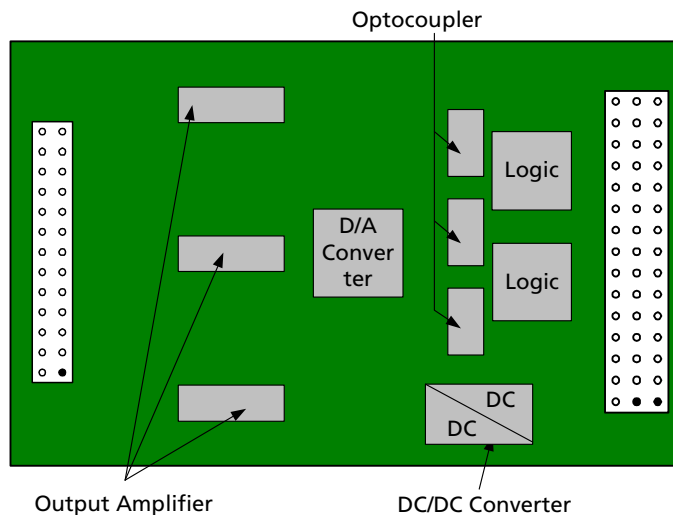 Optocoupler
Logic
D/A
Conver
ter
Logic
DC
DC
Output Amplifier
DC/DC Converter